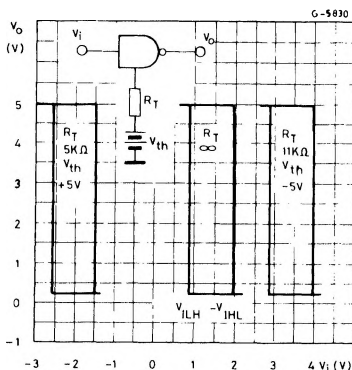 G-5830
Vo
(V)
Vi
Vo
RT
Vth
5
4
3
2
1
0
-1
RT
5KΩ
Vth
+5V
RT
∞
RT
11KΩ
Vth
-5V
VILH -VIHL
-3 -2 -1 0 1 2 3 4 Vi (V)